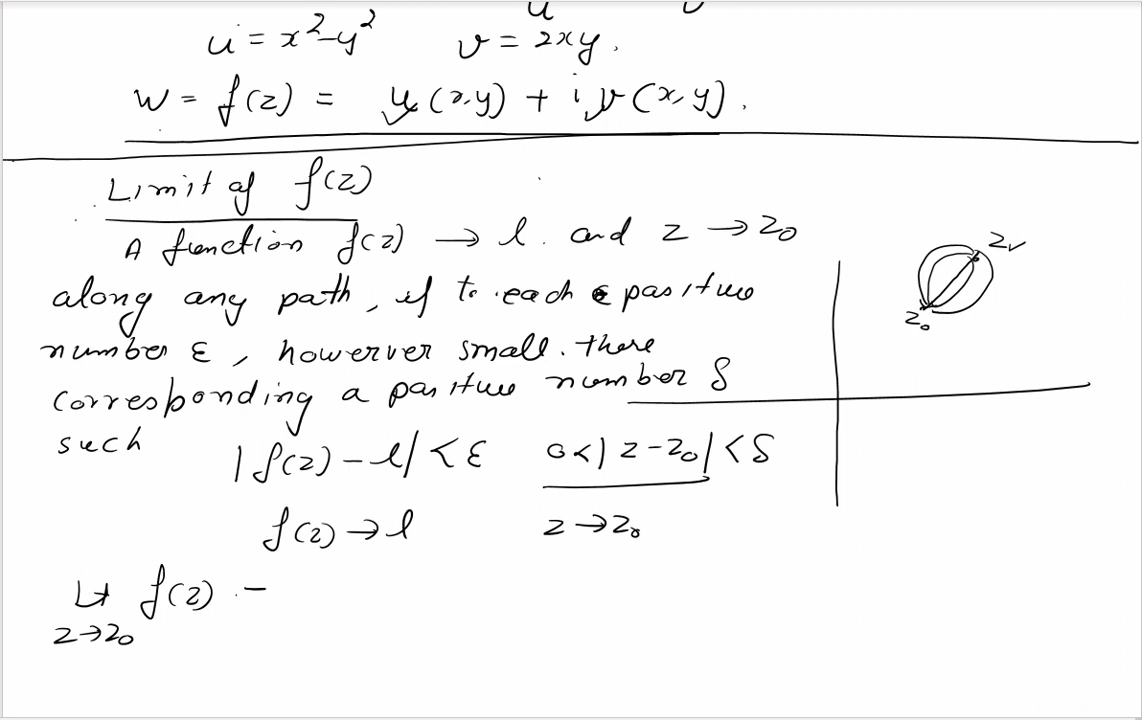 u = x²-y² v = 2xy.
w = f(z) = u(x,y) + i v(x,y).
Limit of f(z)
A function f(z) → l. and z → z₀
along any path, if to each positive
number ε, howerver small. there
corresponding a positive number δ
such
|f(z) - l| < ε 0 < |z - z₀| < δ
f(z) → l z → z₀
Lt f(z) =
z → z₀
z
z₀